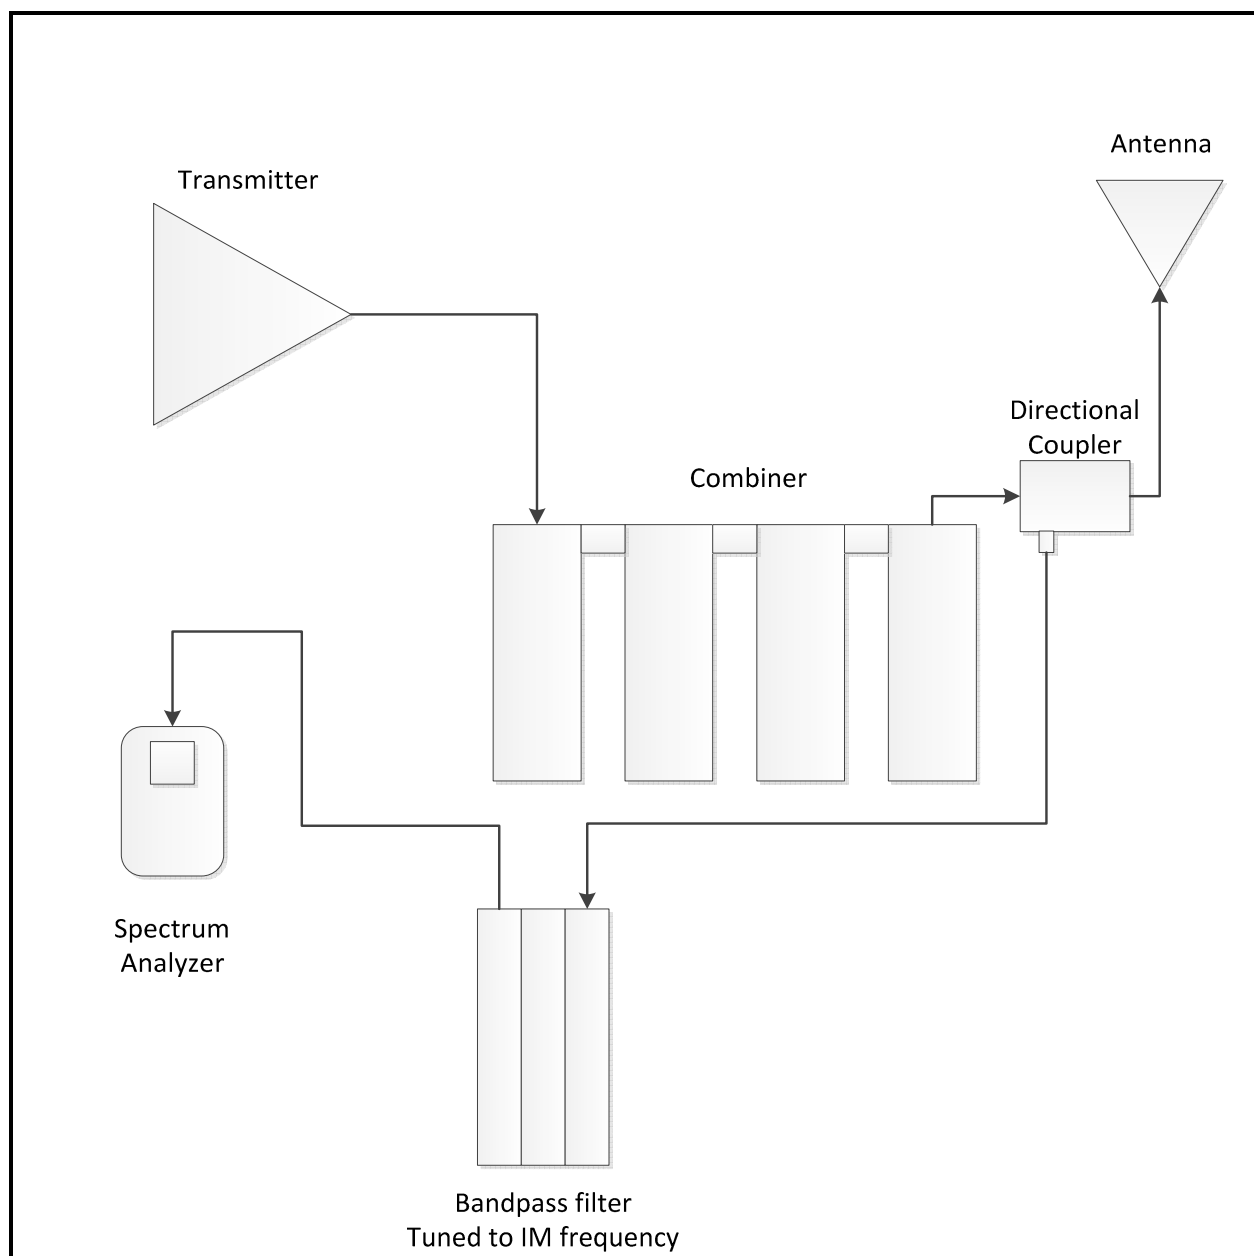 Antenna
Transmitter
Directional
Coupler
Combiner
Spectrum
Analyzer
Bandpass filter
Tuned to IM frequency